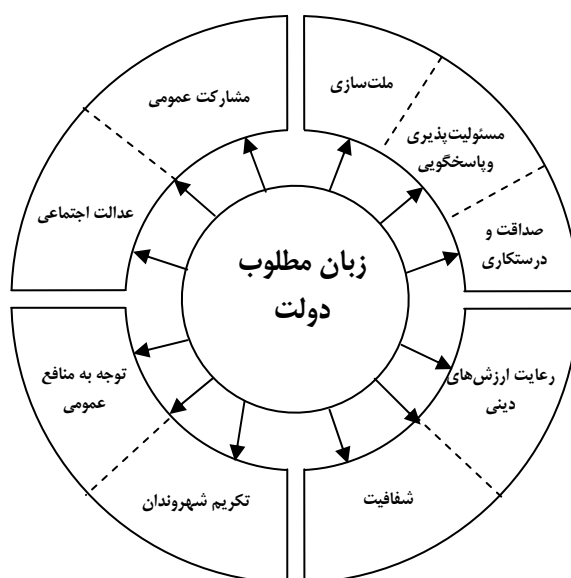 زبان مطلوب
دولت
ملت‌سازی
مسئولیت‌پذیری
وپاسخگویی
صداقت و
درستکاری
رعایت ارزش‌های
دینی
شفافیت
تکریم شهروندان
توجه به منافع
عمومی
عدالت اجتماعی
مشارکت عمومی